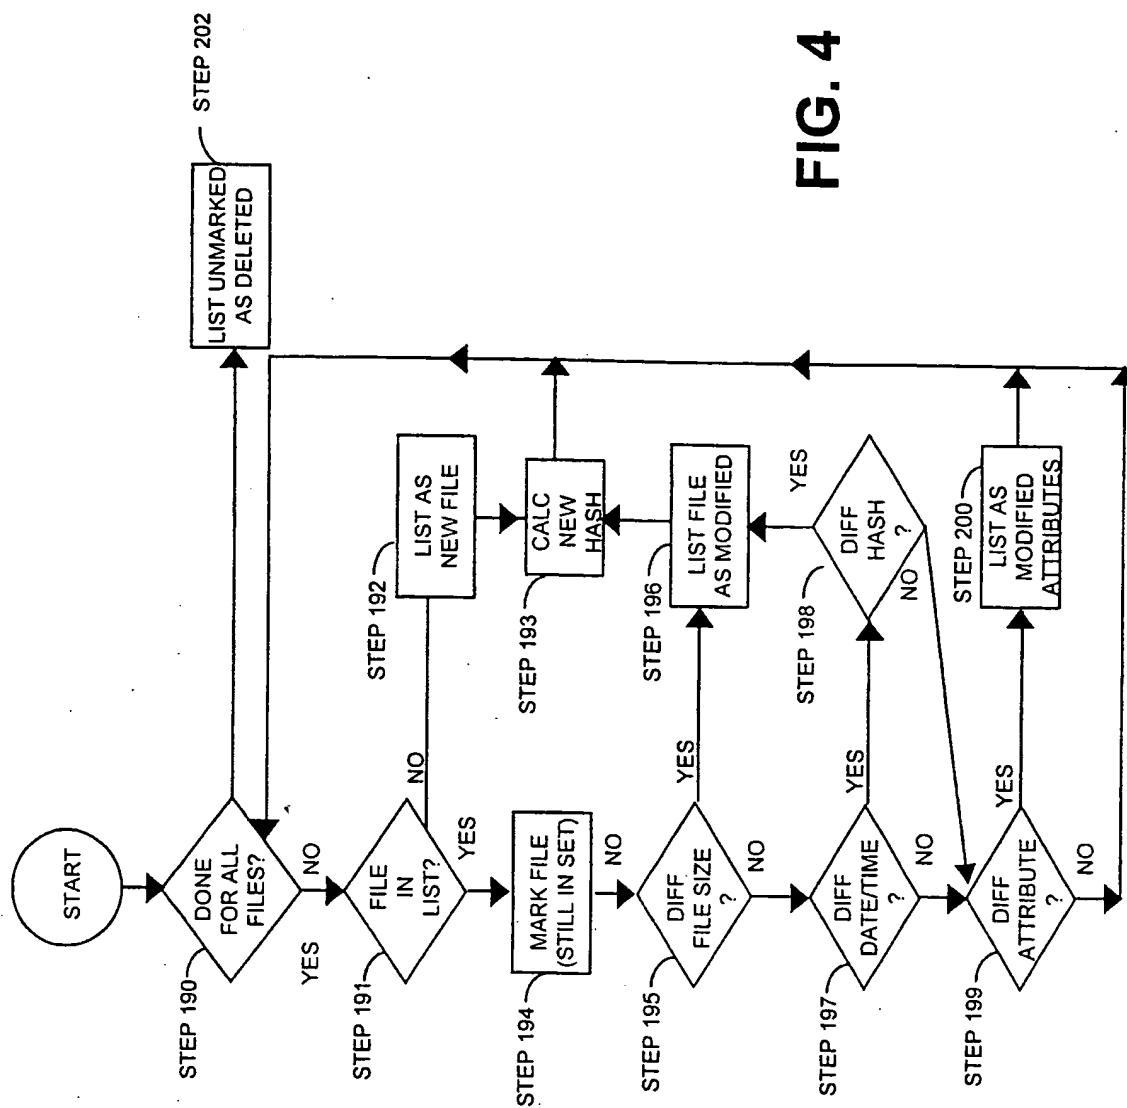 START
STEP 190
DONE
FOR ALL
FILES?
YES
NO
LIST UNMARKED
AS DELETED
STEP 202
STEP 191
FILE
IN
LIST?
YES
NO
STEP 192
LIST AS
NEW FILE
STEP 194
MARK FILE
(STILL IN SET)
NO
STEP 193
CALC
NEW
HASH
STEP 195
DIFF
FILE SIZE
?
YES
NO
STEP 196
LIST FILE
AS MODIFIED
STEP 197
DIFF
DATE/TIME
?
YES
NO
STEP 198
DIFF
HASH
?
YES
NO
STEP 199
DIFF
ATTRIBUTE
?
YES
NO
STEP 200
LIST AS
MODIFIED
ATTRIBUTES
FIG. 4